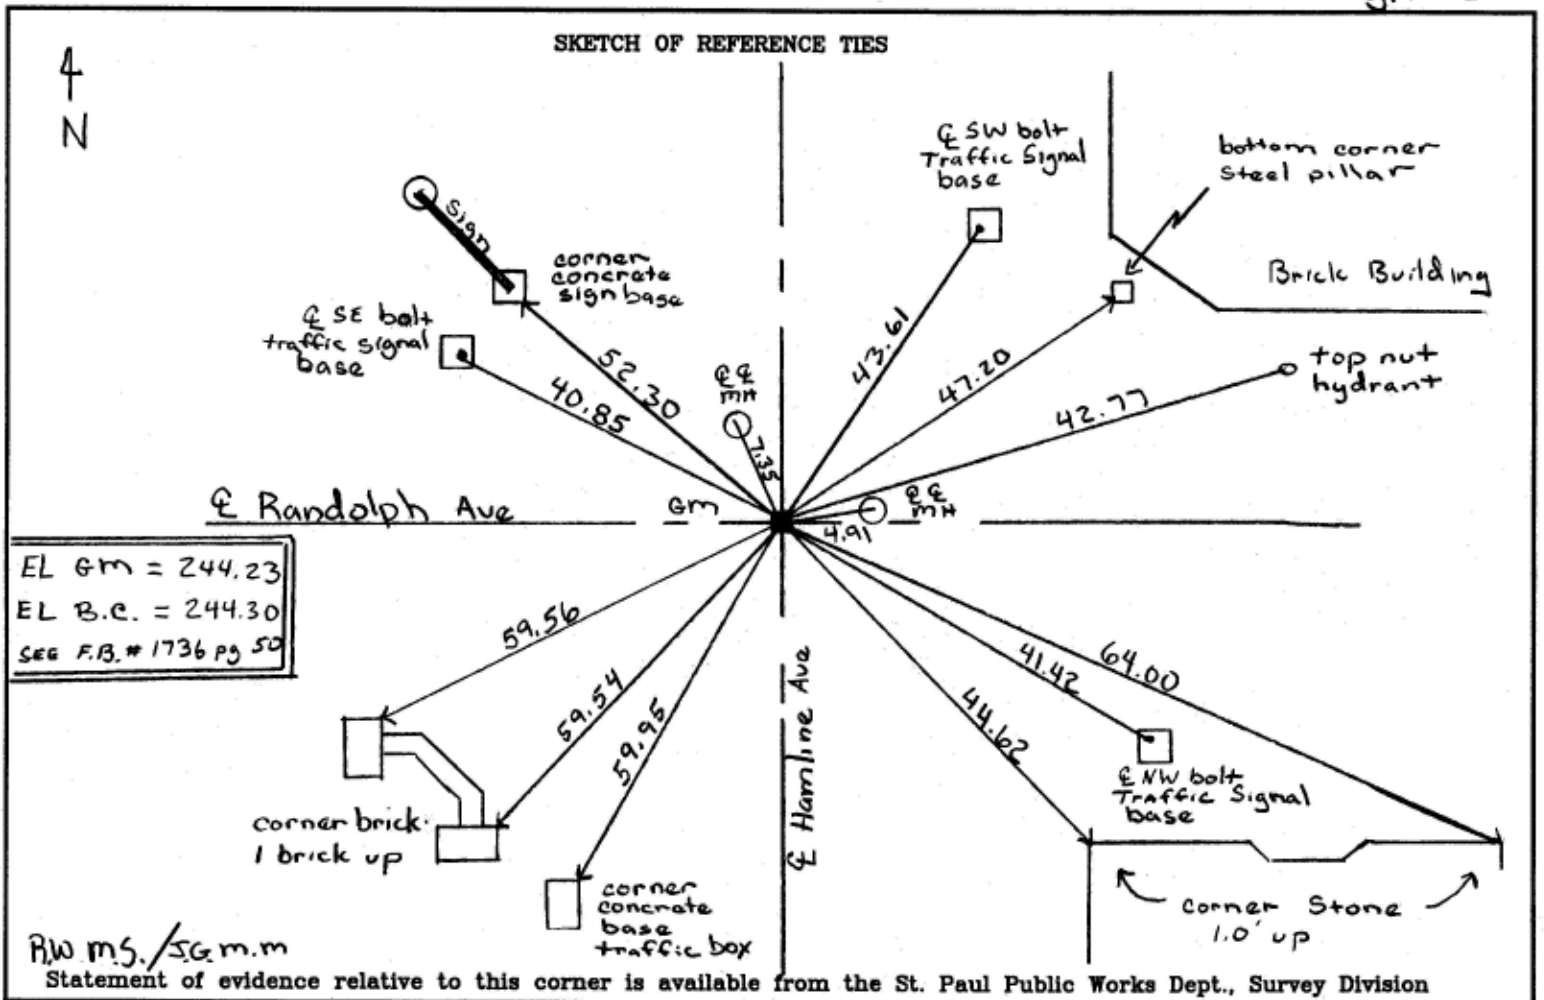 SKETCH OF REFERENCE TIES
N
℄ SW bolt
Traffic Signal
base
bottom corner
steel pillar
Sign
corner
concrete
sign base
Brick Building
℄ SE bolt
traffic signal
base
52.30
40.85
℄ ℄
MH
7.35
43.61
47.20
42.77
top nut
hydrant
℄ Randolph Ave
GM
℄ ℄
MH
4.91
EL GM = 244.23
EL B.C. = 244.30
SEE F.B. # 1736 pg 50
59.56
59.54
59.95
℄ Hamline Ave
44.62
41.42
64.00
℄ NW bolt
Traffic Signal
base
corner brick
1 brick up
corner
concrete
base
traffic box
corner Stone
1.0' up
R.W. M.S./J.G. M.M
Statement of evidence relative to this corner is available from the St. Paul Public Works Dept., Survey Division